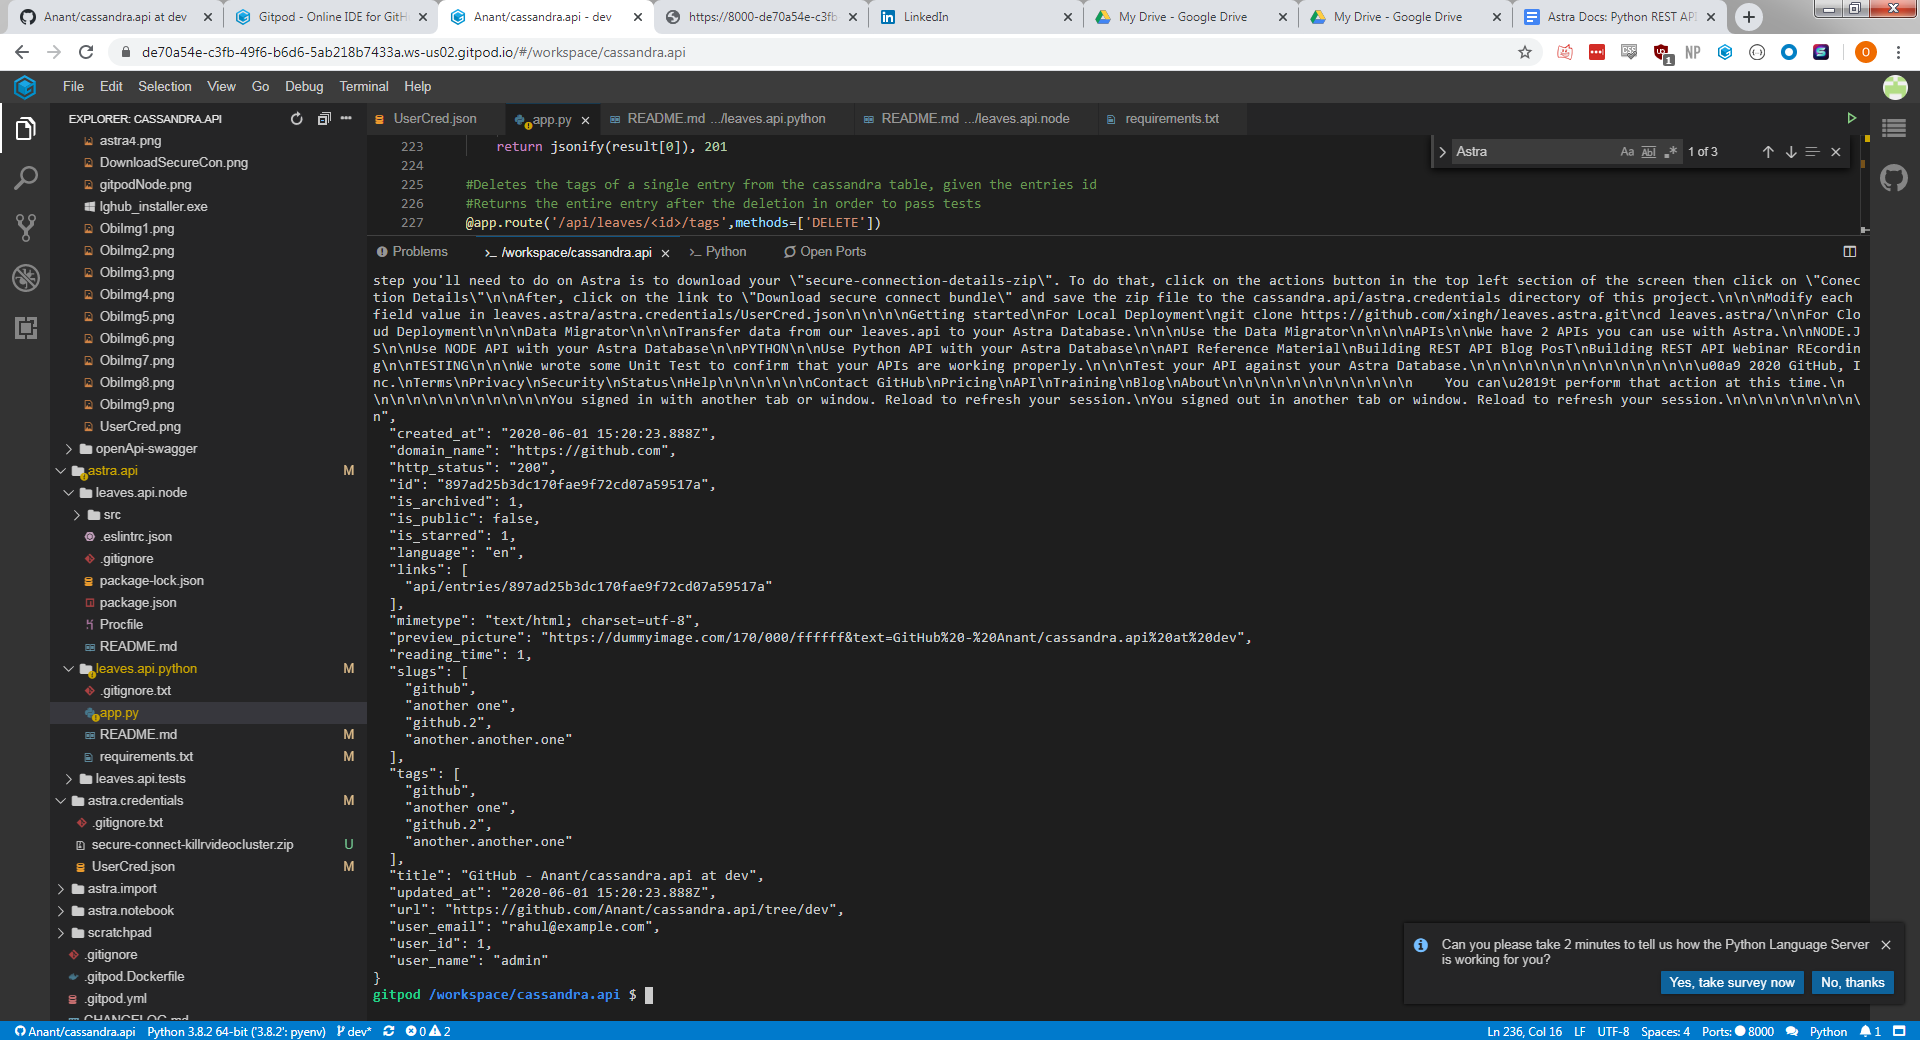 Anant/cassandra.api at dev
Gitpod - Online IDE for GitH
Anant/cassandra.api - dev
https://8000-de70a54e-c3fb
LinkedIn
My Drive - Google Drive
My Drive - Google Drive
Astra Docs: Python REST API
de70a54e-c3fb-49f6-b6d6-5ab218b7433a.ws-us02.gitpod.io/#/workspace/cassandra.api
NP
O
File Edit Selection View Go Debug Terminal Help
EXPLORER: CASSANDRA.API
astra4.png
DownloadSecureCon.png
gitpodNode.png
lghub_installer.exe
ObiImg1.png
ObiImg2.png
ObiImg3.png
ObiImg4.png
ObiImg5.png
ObiImg6.png
ObiImg7.png
ObiImg8.png
ObiImg9.png
UserCred.png
openApi-swagger
astra.api M
leaves.api.node
src
.eslintrc.json
.gitignore
package-lock.json
package.json
Procfile
README.md
leaves.api.python M
.gitignore.txt
app.py
README.md M
requirements.txt M
leaves.api.tests
astra.credentials M
.gitignore.txt
secure-connect-killrvideocluster.zip U
UserCred.json M
astra.import
astra.notebook
scratchpad
.gitignore
.gitpod.Dockerfile
.gitpod.yml
CHANGELOG.md
UserCred.json
app.py
README.md .../leaves.api.python
README.md .../leaves.api.node
requirements.txt
Astra
Aa Abl .* 1 of 3
223 return jsonify(result[0]), 201
224
225 #Deletes the tags of a single entry from the cassandra table, given the entries id
226 #Returns the entire entry after the deletion in order to pass tests
227 @app.route('/api/leaves/<id>/tags',methods=['DELETE'])
Problems
>_ /workspace/cassandra.api
>_ Python
Open Ports
step you'll need to do on Astra is to download your \"secure-connection-details-zip\". To do that, click on the actions button in the top left section of the screen then click on \"Conec
tion Details\"\n\nAfter, click on the link to \"Download secure connect bundle\" and save the zip file to the cassandra.api/astra.credentials directory of this project.\n\n\nModify each
field value in leaves.astra/astra.credentials/UserCred.json\n\n\n\nGetting started\nFor Local Deployment\ngit clone https://github.com/xingh/leaves.astra.git\ncd leaves.astra/\n\nFor Clo
ud Deployment\n\n\nData Migrator\n\n\nTransfer data from our leaves.api to your Astra Database.\n\n\nUse the Data Migrator\n\n\n\nAPIs\n\nWe have 2 APIs you can use with Astra.\n\nNODE.J
S\n\nUse NODE API with your Astra Database\n\nPYTHON\n\nUse Python API with your Astra Database\n\nAPI Reference Material\nBuilding REST API Blog PosT\nBuilding REST API Webinar REcordin
g\n\nTESTING\n\n\nWe wrote some Unit Test to confirm that your APIs are working properly.\n\n\nTest your API against your Astra Database.\n\n\n\n\n\n\n\n\n\n\n\n\n\n\n\u00a9 2020 GitHub, I
nc.\nTerms\nPrivacy\nSecurity\nStatus\nHelp\n\n\n\n\n\nContact GitHub\nPricing\nAPI\nTraining\nBlog\nAbout\n\n\n\n\n\n\n\n\n\n\n\n    You can\u2019t perform that action at this time.\n
\n\n\n\n\n\n\n\n\n\n\nYou signed in with another tab or window. Reload to refresh your session.\nYou signed out in another tab or window. Reload to refresh your session.\n\n\n\n\n\n\n\n\
n",
"created_at": "2020-06-01 15:20:23.888Z",
"domain_name": "https://github.com",
"http_status": "200",
"id": "897ad25b3dc170fae9f72cd07a59517a",
"is_archived": 1,
"is_public": false,
"is_starred": 1,
"language": "en",
"links": [
"api/entries/897ad25b3dc170fae9f72cd07a59517a"
],
"mimetype": "text/html; charset=utf-8",
"preview_picture": "https://dummyimage.com/170/000/ffffff&text=GitHub%20-%20Anant/cassandra.api%20at%20dev",
"reading_time": 1,
"slugs": [
"github",
"another one",
"github.2",
"another.another.one"
],
"tags": [
"github",
"another one",
"github.2",
"another.another.one"
],
"title": "GitHub - Anant/cassandra.api at dev",
"updated_at": "2020-06-01 15:20:23.888Z",
"url": "https://github.com/Anant/cassandra.api/tree/dev",
"user_email": "rahul@example.com",
"user_id": 1,
"user_name": "admin"
}
gitpod /workspace/cassandra.api $
Can you please take 2 minutes to tell us how the Python Language Server
is working for you?
Yes, take survey now
No, thanks
Anant/cassandra.api Python 3.8.2 64-bit ('3.8.2': pyenv) dev* 0 2
Ln 236, Col 16 LF UTF-8 Spaces: 4 Ports: 8000 Python 1